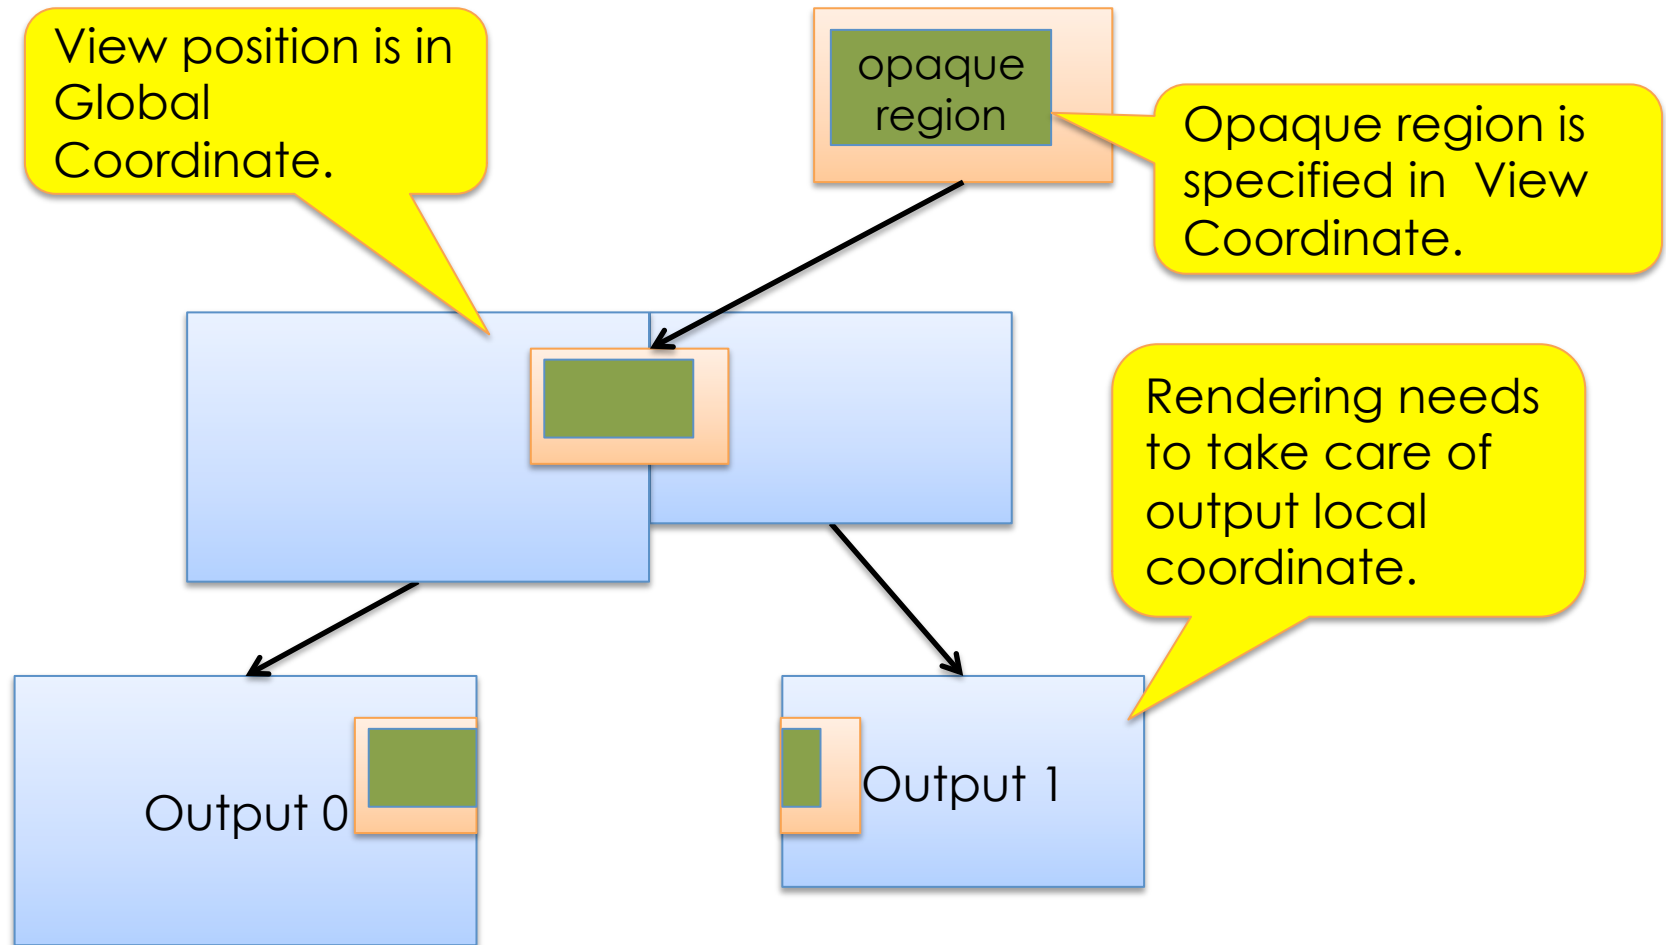 View position is in
Global
Coordinate.
opaque
region
Opaque region is
specified in View
Coordinate.
Rendering needs
to take care of
output local
coordinate.
Output 0
Output 1